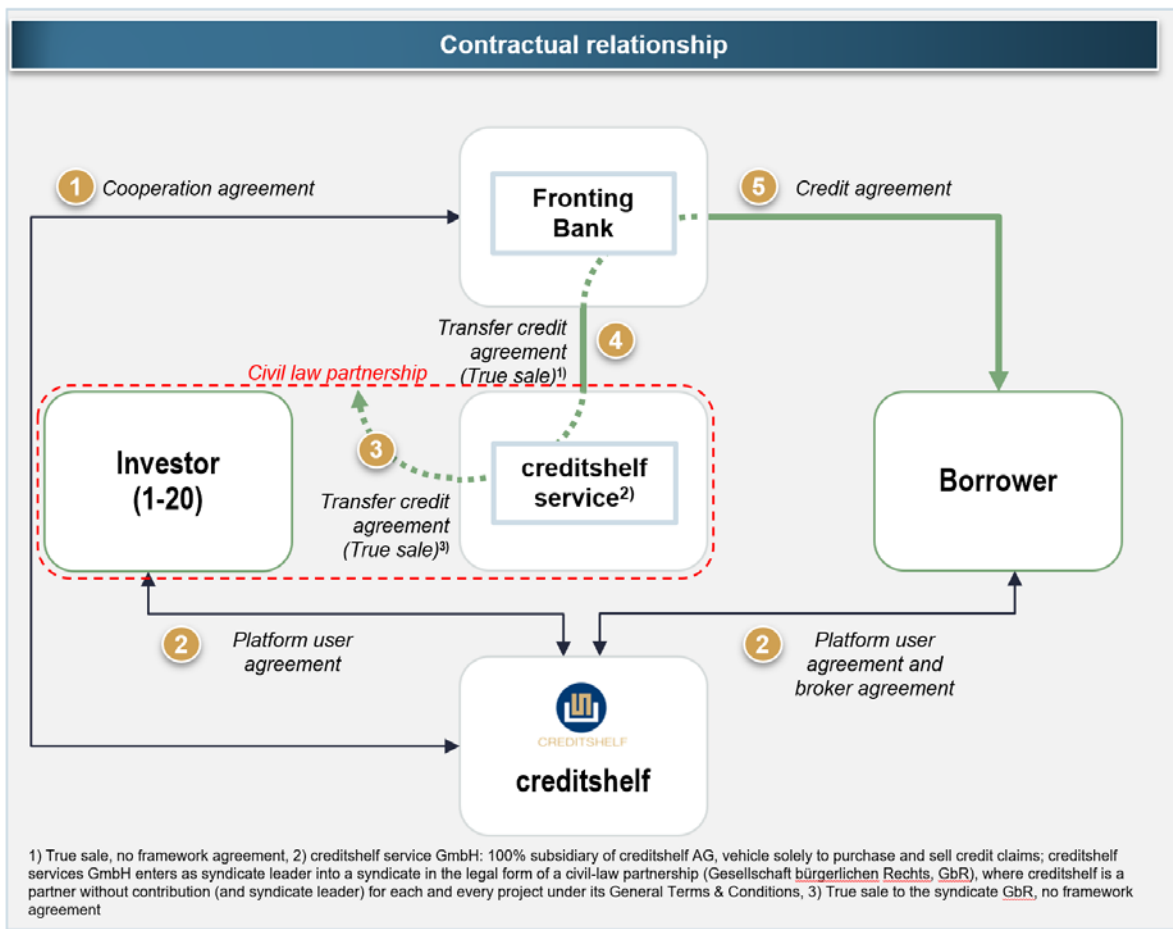 Contractual relationship
1 Cooperation agreement
Fronting
Bank
5 Credit agreement
Transfer credit
agreement
(True sale)1)
4
Civil law partnership
Investor
(1-20)
3
Transfer credit
agreement
(True sale)3)
creditshelf
service2)
Borrower
2 Platform user
agreement
2 Platform user
agreement and
broker agreement
CREDITSHELF
creditshelf
1) True sale, no framework agreement, 2) creditshelf service GmbH: 100% subsidiary of creditshelf AG, vehicle solely to purchase and sell credit claims; creditshelf
services GmbH enters as syndicate leader into a syndicate in the legal form of a civil-law partnership (Gesellschaft bürgerlichen Rechts, GbR), where creditshelf is a
partner without contribution (and syndicate leader) for each and every project under its General Terms & Conditions, 3) True sale to the syndicate GbR, no framework
agreement